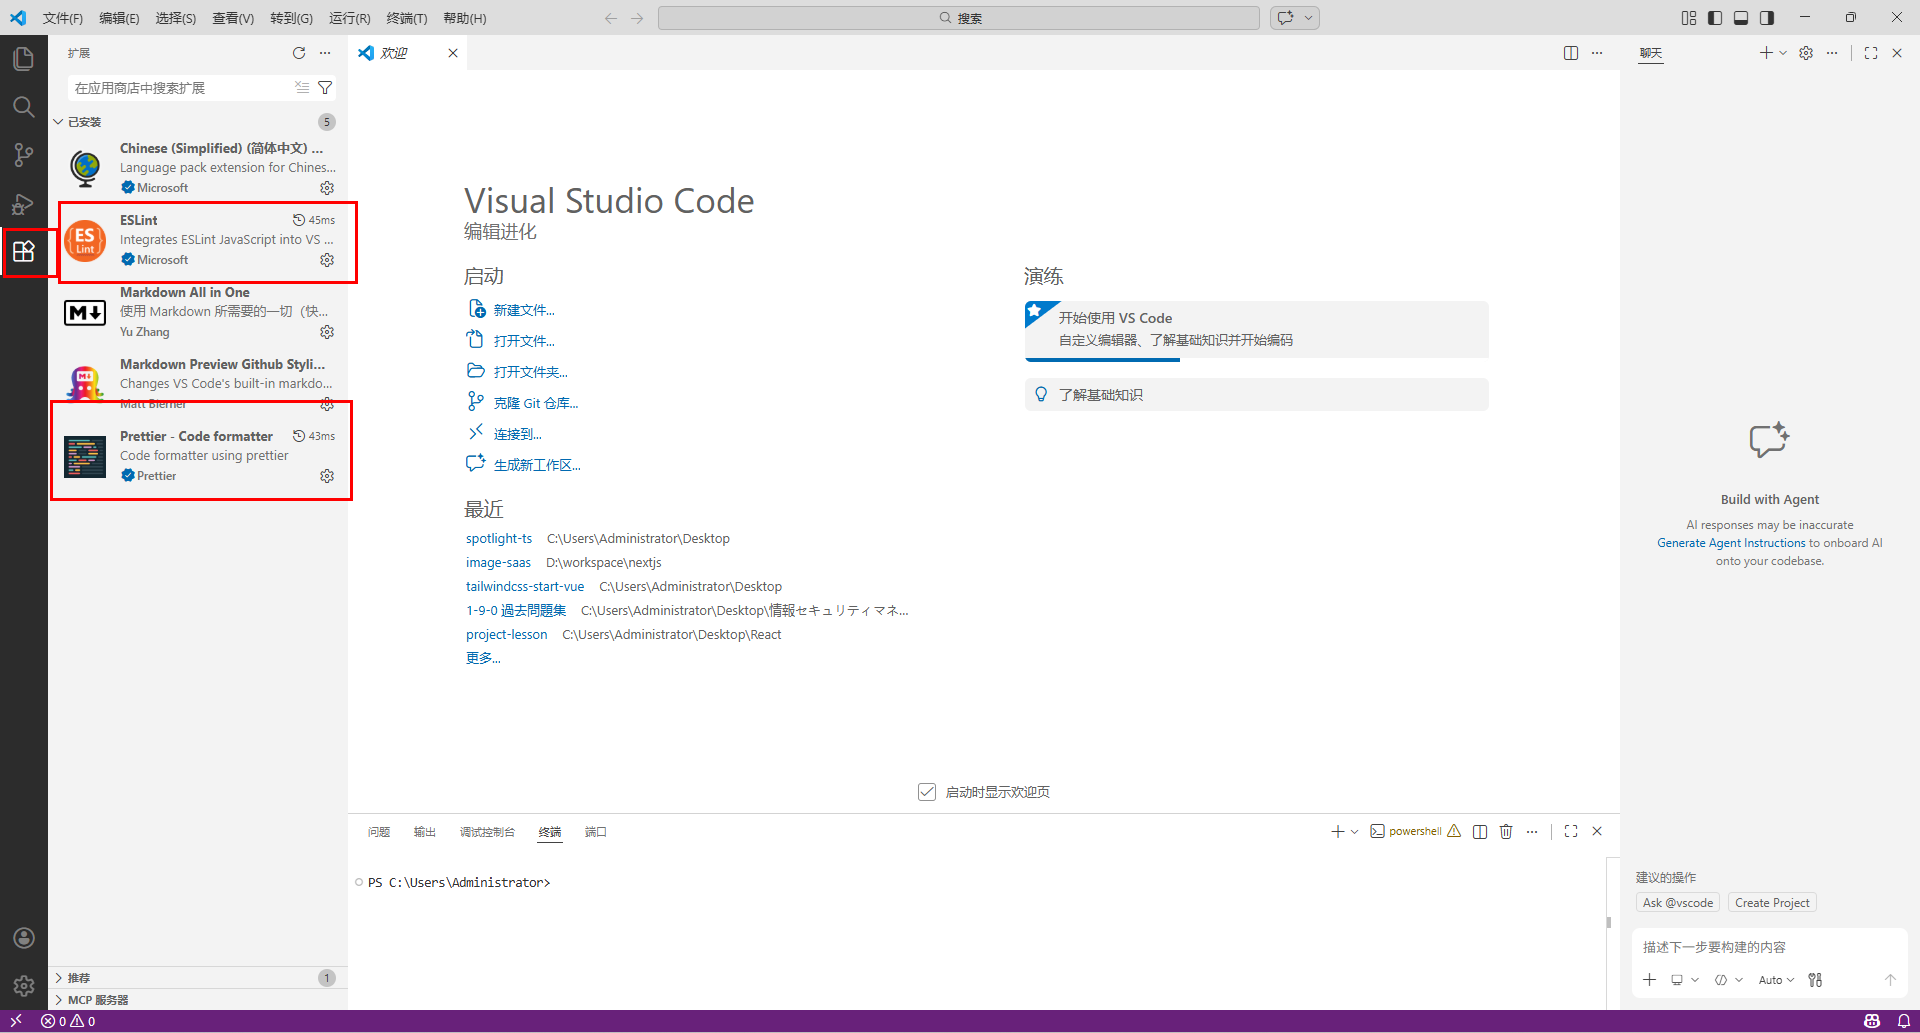 文件(F) 编辑(E) 选择(S) 查看(V) 转到(G) 运行(R) 终端(T) 帮助(H) 搜索
扩展
在应用商店中搜索扩展
已安装 5
Chinese (Simplified) (简体中文) ...
Language pack extension for Chines...
Microsoft
ESLint 45ms
Integrates ESLint JavaScript into VS ...
Microsoft
Markdown All in One
使用 Markdown 所需要的一切（快...
Yu Zhang
Markdown Preview Github Styli...
Changes VS Code's built-in markdo...
Matt Bierner
Prettier - Code formatter 43ms
Code formatter using prettier
Prettier
推荐 1
MCP 服务器
欢迎
Visual Studio Code
编辑进化
启动
新建文件...
打开文件...
打开文件夹...
克隆 Git 仓库...
连接到...
生成新工作区...
最近
spotlight-ts C:\Users\Administrator\Desktop
image-saas D:\workspace\nextjs
tailwindcss-start-vue C:\Users\Administrator\Desktop
1-9-0 過去問題集 C:\Users\Administrator\Desktop\情報セキュリティマネ...
project-lesson C:\Users\Administrator\Desktop\React
更多...
演练
开始使用 VS Code
自定义编辑器、了解基础知识并开始编码
了解基础知识
启动时显示欢迎页
问题 输出 调试控制台 终端 端口 powershell
PS C:\Users\Administrator>
聊天
Build with Agent
AI responses may be inaccurate
Generate Agent Instructions to onboard AI
onto your codebase.
建议的操作
Ask @vscode Create Project
描述下一步要构建的内容
Auto
0 0
ES
Lint